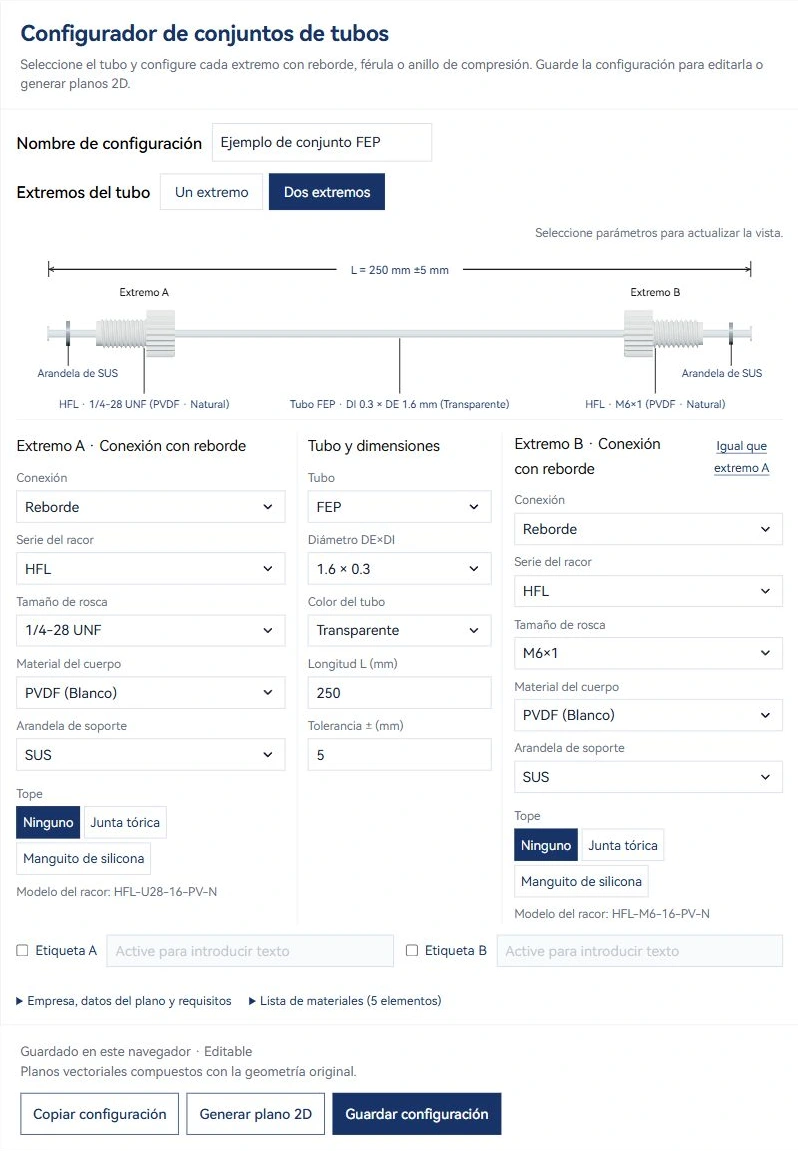 Configurador de conjuntos de tubos
Seleccione el tubo y configure cada extremo con reborde, férula o anillo de compresión. Guarde la configuración para editarla o
generar planos 2D.
Nombre de configuración
Ejemplo de conjunto FEP
Extremos del tubo
Un extremo
Dos extremos
Seleccione parámetros para actualizar la vista.
L = 250 mm ±5 mm
Extremo A
Extremo B
Arandela de SUS
Arandela de SUS
HFL · 1/4-28 UNF (PVDF · Natural)
Tubo FEP · DI 0.3 × DE 1.6 mm (Transparente)
HFL · M6×1 (PVDF · Natural)
Extremo A · Conexión con reborde
Conexión
Reborde
Serie del racor
HFL
Tamaño de rosca
1/4-28 UNF
Material del cuerpo
PVDF (Blanco)
Arandela de soporte
SUS
Tope
Ninguno
Junta tórica
Manguito de silicona
Modelo del racor: HFL-U28-16-PV-N
Tubo y dimensiones
Tubo
FEP
Diámetro DE×DI
1.6 × 0.3
Color del tubo
Transparente
Longitud L (mm)
250
Tolerancia ± (mm)
5
Extremo B · Conexión
con reborde
Igual que
extremo A
Conexión
Reborde
Serie del racor
HFL
Tamaño de rosca
M6×1
Material del cuerpo
PVDF (Blanco)
Arandela de soporte
SUS
Tope
Ninguno
Junta tórica
Manguito de silicona
Modelo del racor: HFL-M6-16-PV-N
Etiqueta A
Active para introducir texto
Etiqueta B
Active para introducir texto
Empresa, datos del plano y requisitos
Lista de materiales (5 elementos)
Guardado en este navegador · Editable
Planos vectoriales compuestos con la geometría original.
Copiar configuración
Generar plano 2D
Guardar configuración